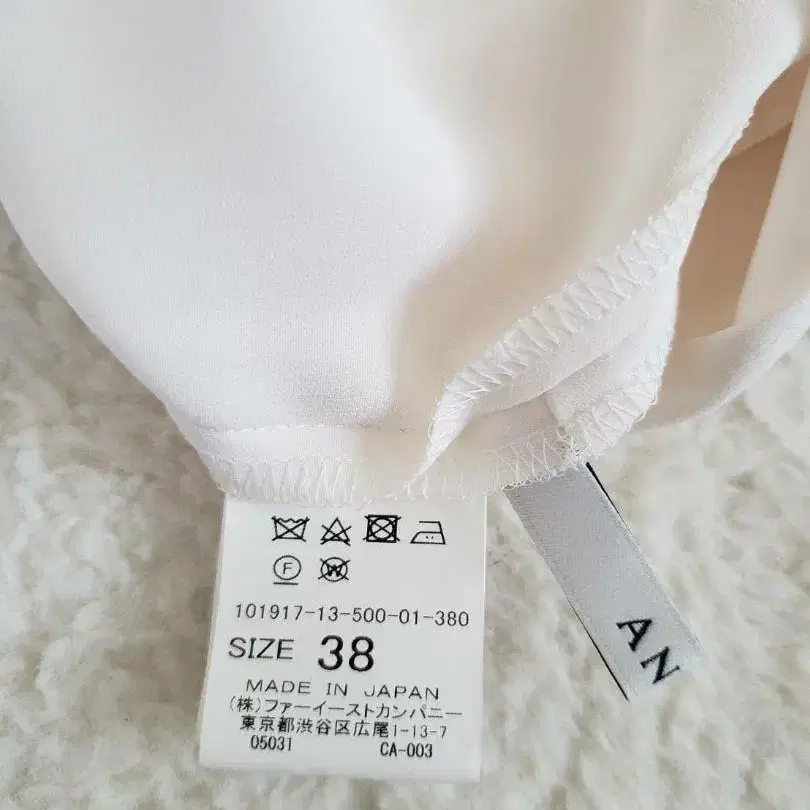 F
W
101917-13-500-01-380
SIZE 38
MADE IN JAPAN
(株)ファーイーストカンパニー
東京都渋谷区広尾1-13-7
05031 CA-003
AN